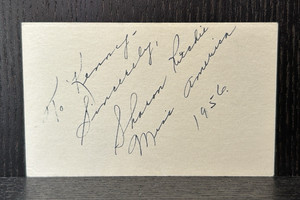 To Kenny-
Sincerely,
Sharon Ritchie
Miss America
1956.